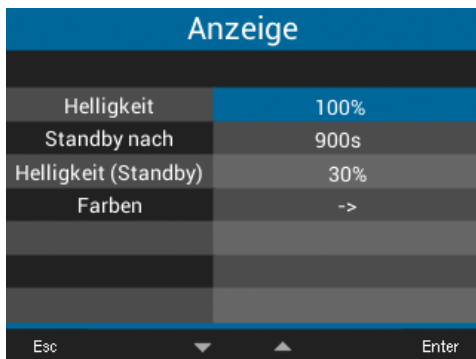 Anzeige
Helligkeit 100%
Standby nach 900s
Helligkeit (Standby) 30%
Farben ->
Esc Enter